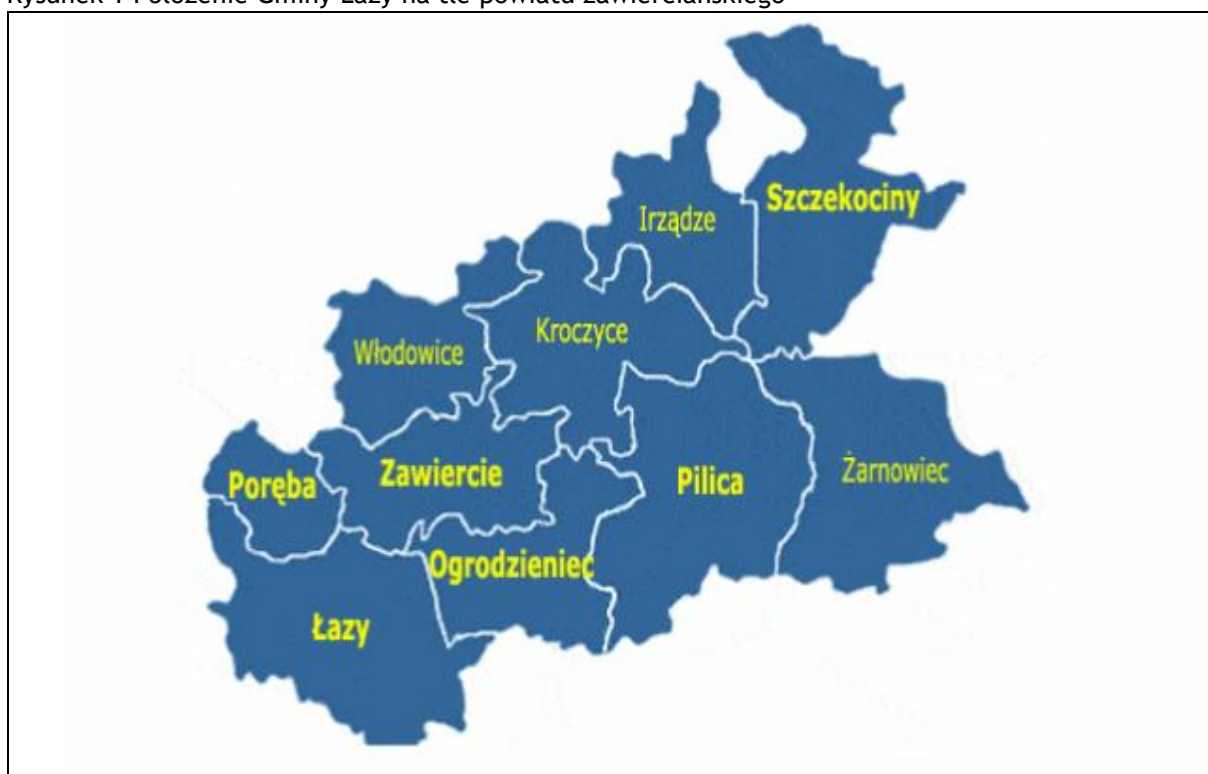 Rysunek 1 Położenie Gminy Łazy na tle powiatu zawierciańskiego
Szczekociny
Irządze
Kroczyce
Włodowice
Żarnowiec
Pilica
Zawiercie
Poręba
Ogrodzieniec
Łazy